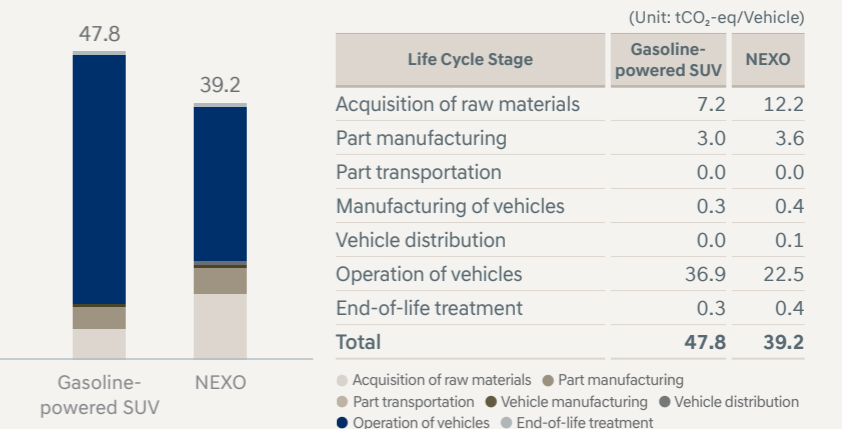 47.8
39.2
Gasoline-
powered SUV
NEXO
(Unit: tCO₂-eq/Vehicle)
Life Cycle Stage Gasoline-powered SUV NEXO
Acquisition of raw materials 7.2 12.2
Part manufacturing 3.0 3.6
Part transportation 0.0 0.0
Manufacturing of vehicles 0.3 0.4
Vehicle distribution 0.0 0.1
Operation of vehicles 36.9 22.5
End-of-life treatment 0.3 0.4
Total 47.8 39.2
Acquisition of raw materials Part manufacturing
Part transportation Vehicle manufacturing Vehicle distribution
Operation of vehicles End-of-life treatment